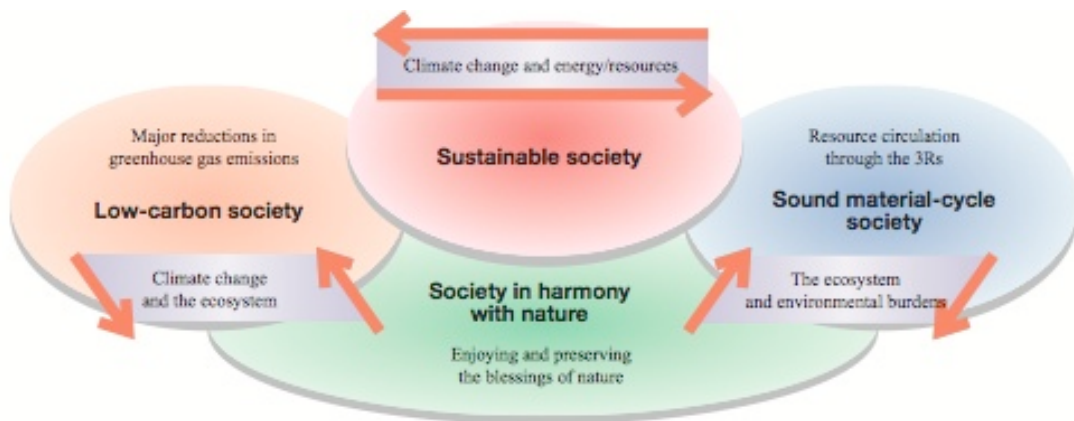 Climate change and energy/resources
Major reductions in
greenhouse gas emissions
Low-carbon society
Sustainable society
Resource circulation
through the 3Rs
Sound material-cycle
society
Climate change
and the ecosystem
Society in harmony
with nature
Enjoying and preserving
the blessings of nature
The ecosystem
and environmental burdens